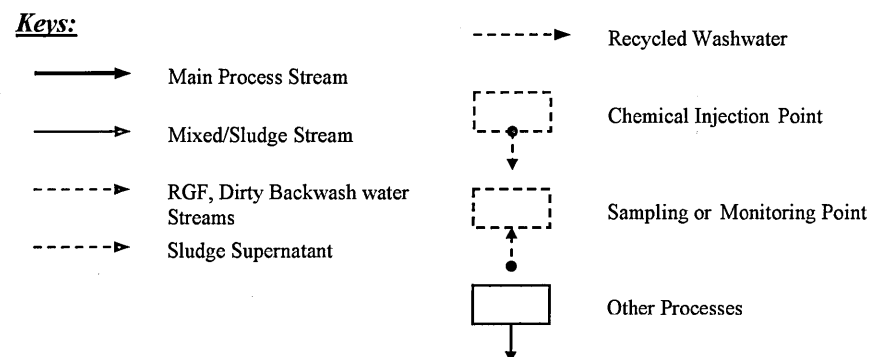 Keys:
Main Process Stream
Mixed/Sludge Stream
RGF, Dirty Backwash water
Streams
Sludge Supernatant
Recycled Washwater
Chemical Injection Point
Sampling or Monitoring Point
Other Processes